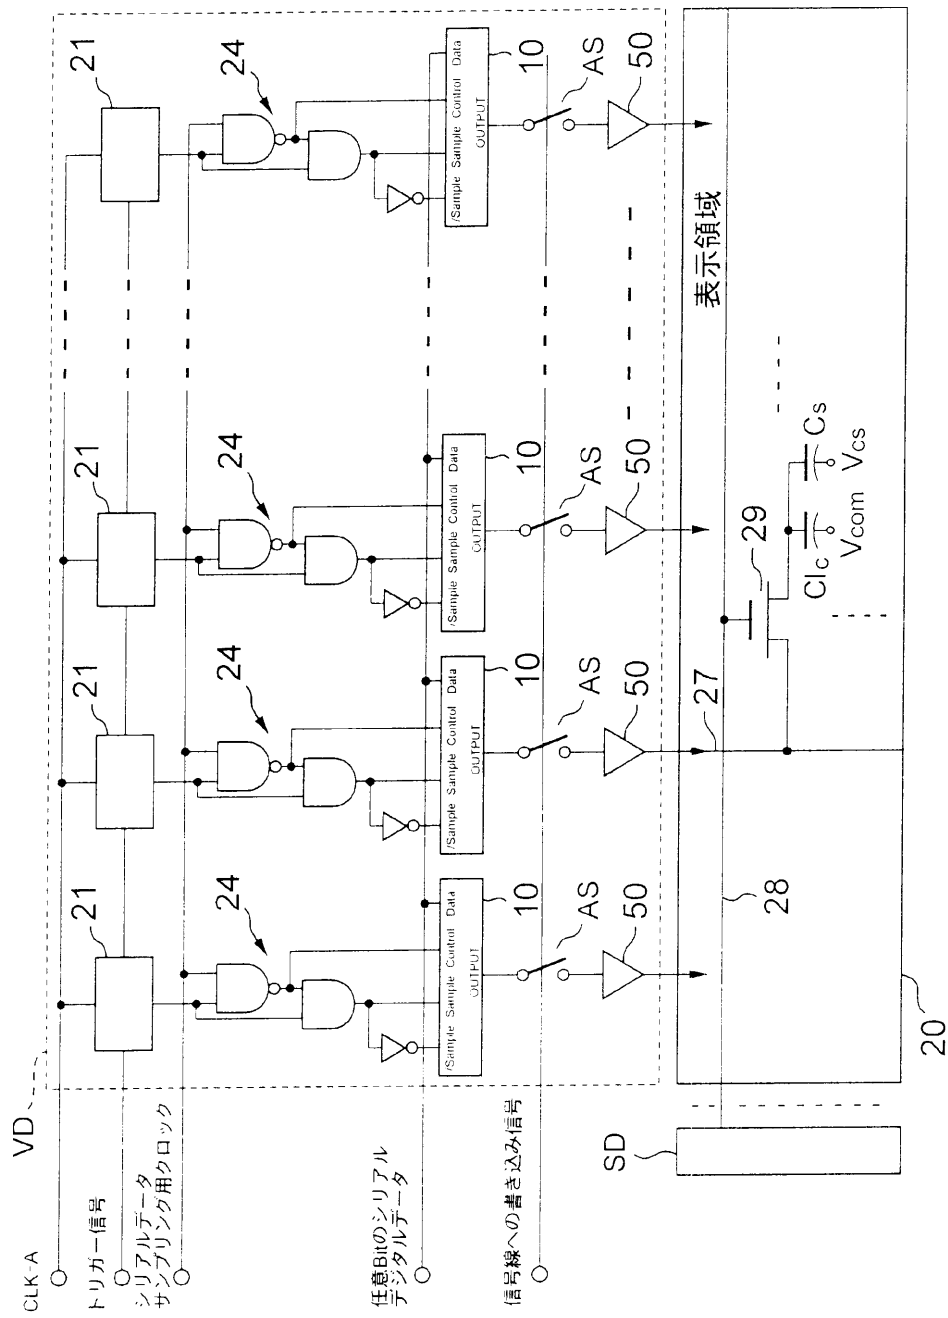 VD
CLK-A
トリガー信号
シリアルデータ
サンプリング用クロック
任意Bitのシリアル
デジタルデータ
信号線への書き込み信号
21
21
21
21
24
24
24
24
/Sample Sample Control Data
OUTPUT
/Sample Sample Control Data
OUTPUT
/Sample Sample Control Data
OUTPUT
/Sample Sample Control Data
OUTPUT
10
10
10
10
AS
AS
AS
AS
50
50
50
50
SD
28
27
29
Clc
Cs
Vcom
Vcs
表示領域
20